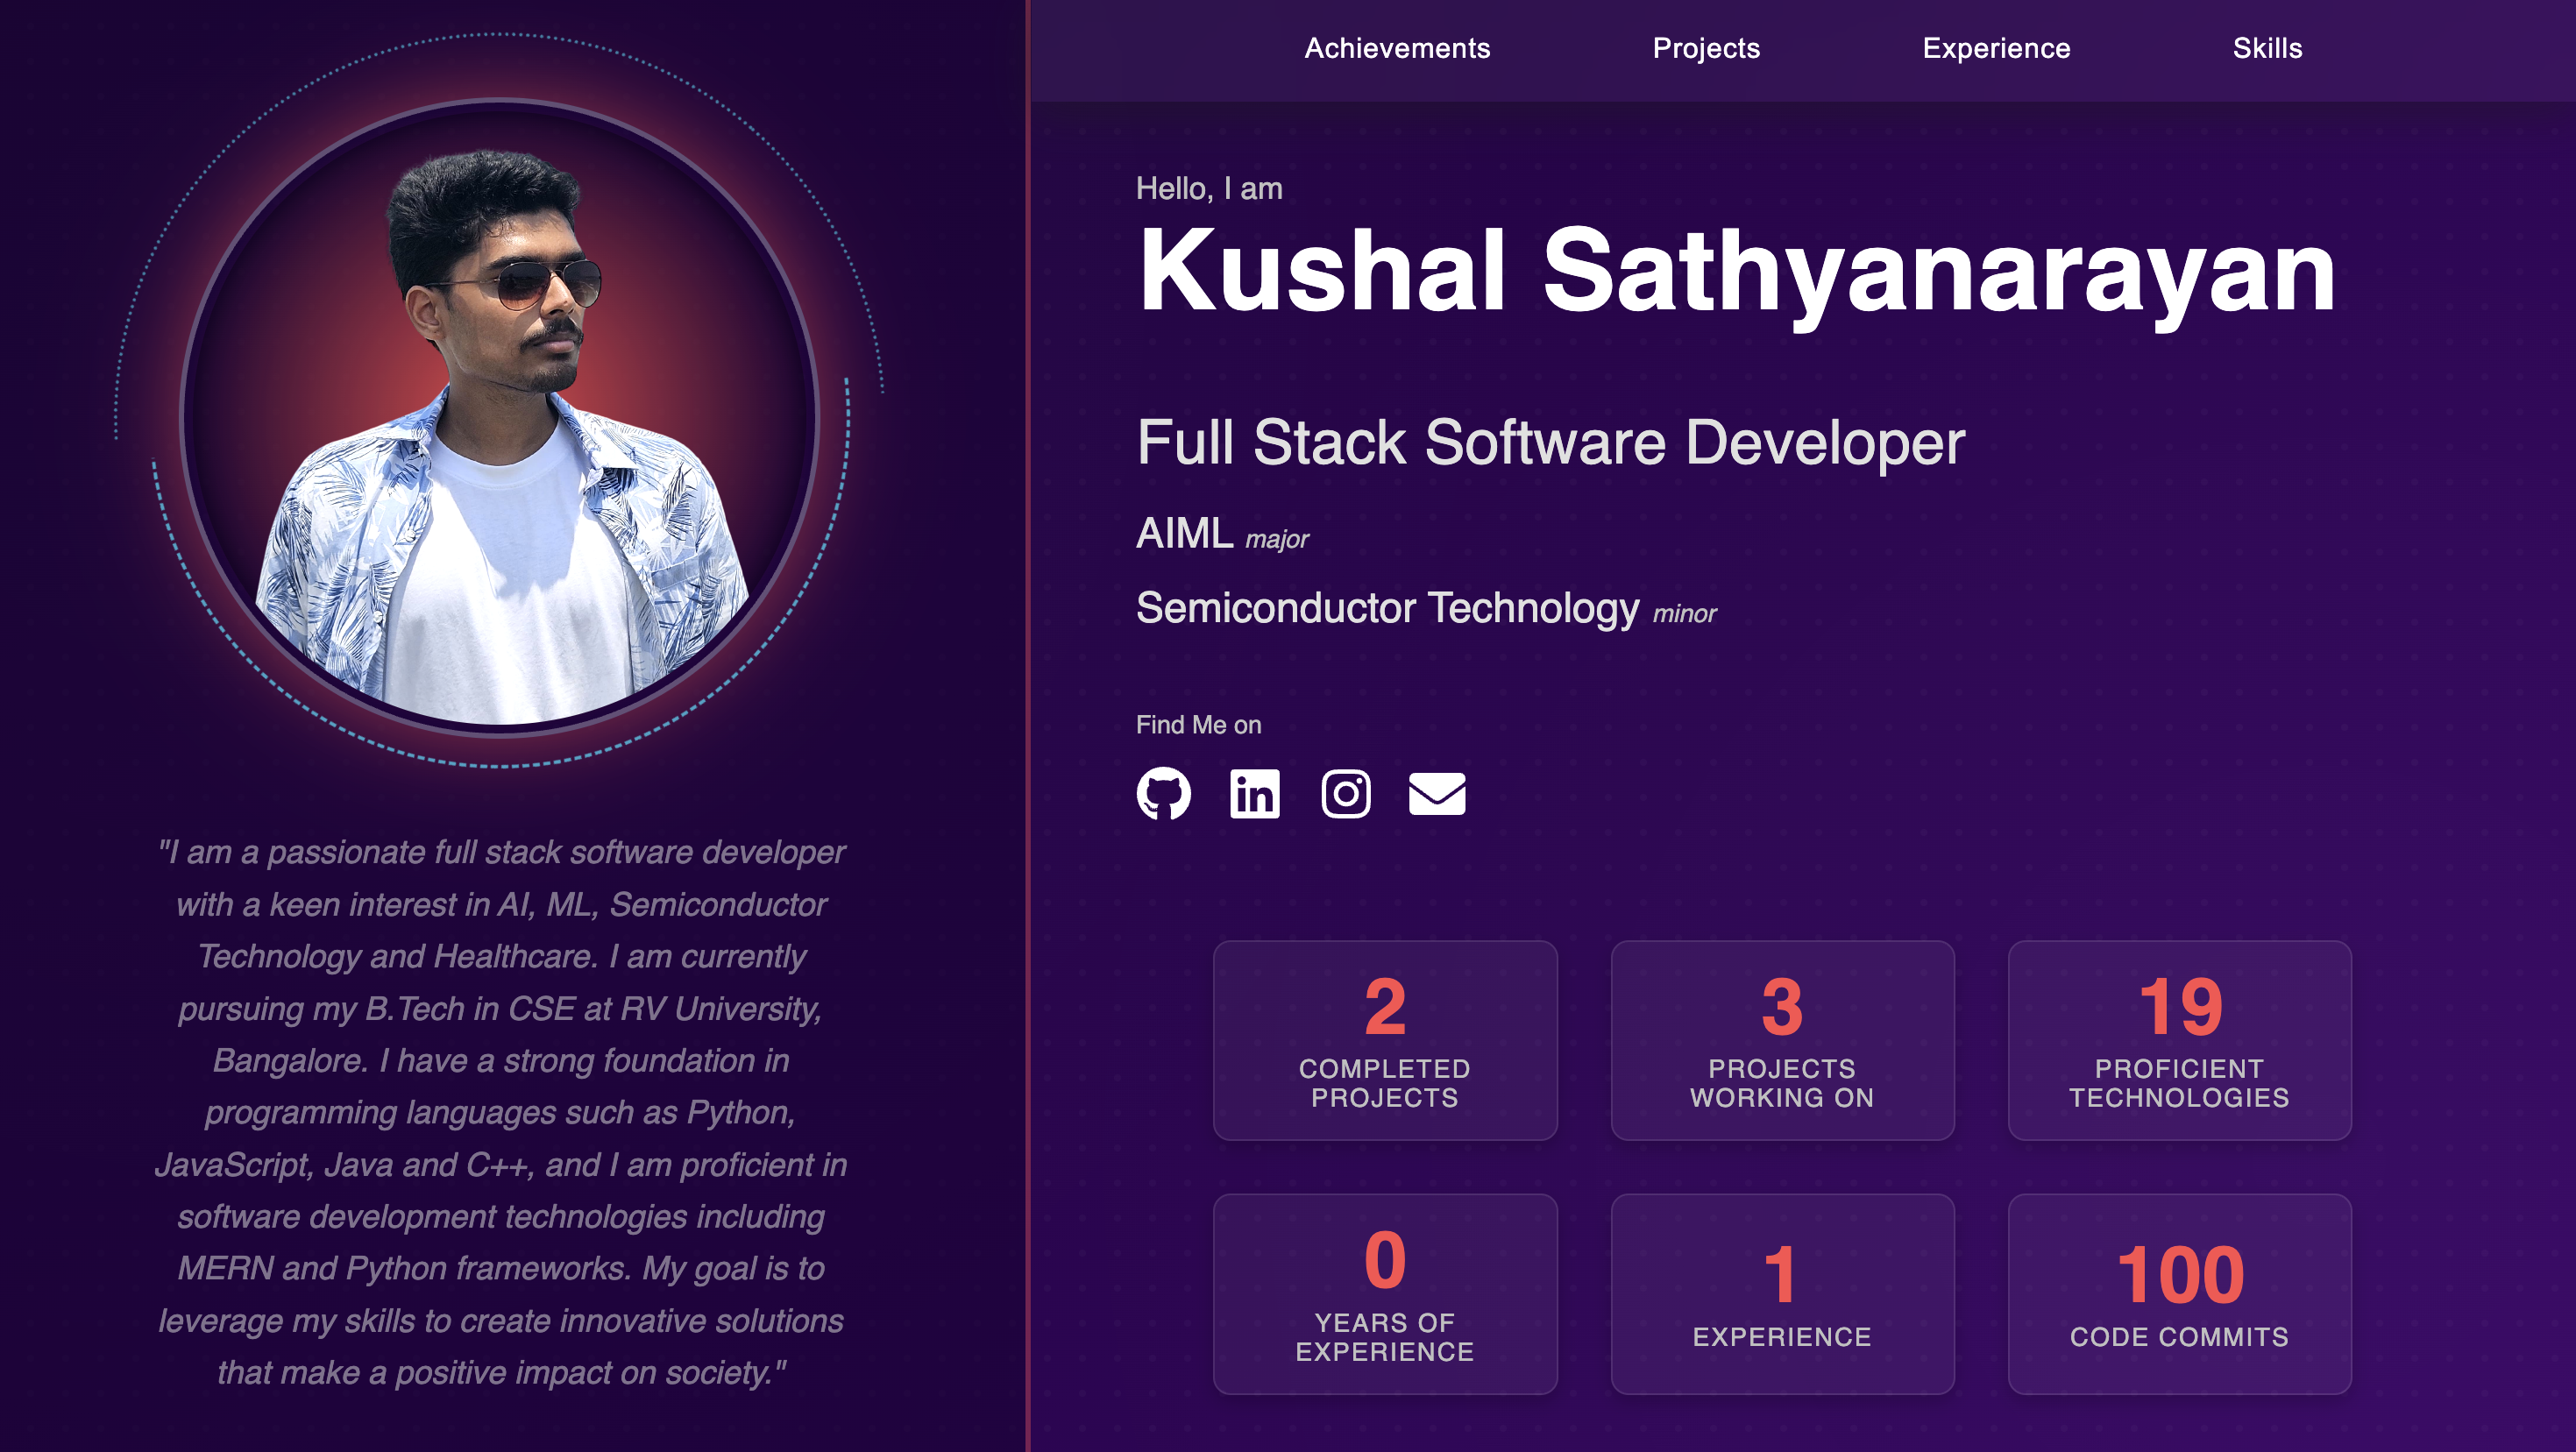 Achievements
Projects
Experience
Skills
Hello, I am
Kushal Sathyanarayan
Full Stack Software Developer
AIML major
Semiconductor Technology minor
Find Me on
in
"I am a passionate full stack software developer
with a keen interest in AI, ML, Semiconductor
Technology and Healthcare. I am currently
pursuing my B.Tech in CSE at RV University,
Bangalore. I have a strong foundation in
programming languages such as Python,
JavaScript, Java and C++, and I am proficient in
software development technologies including
MERN and Python frameworks. My goal is to
leverage my skills to create innovative solutions
that make a positive impact on society."
2
COMPLETED
PROJECTS
3
PROJECTS
WORKING ON
19
PROFICIENT
TECHNOLOGIES
0
YEARS OF
EXPERIENCE
1
EXPERIENCE
100
CODE COMMITS